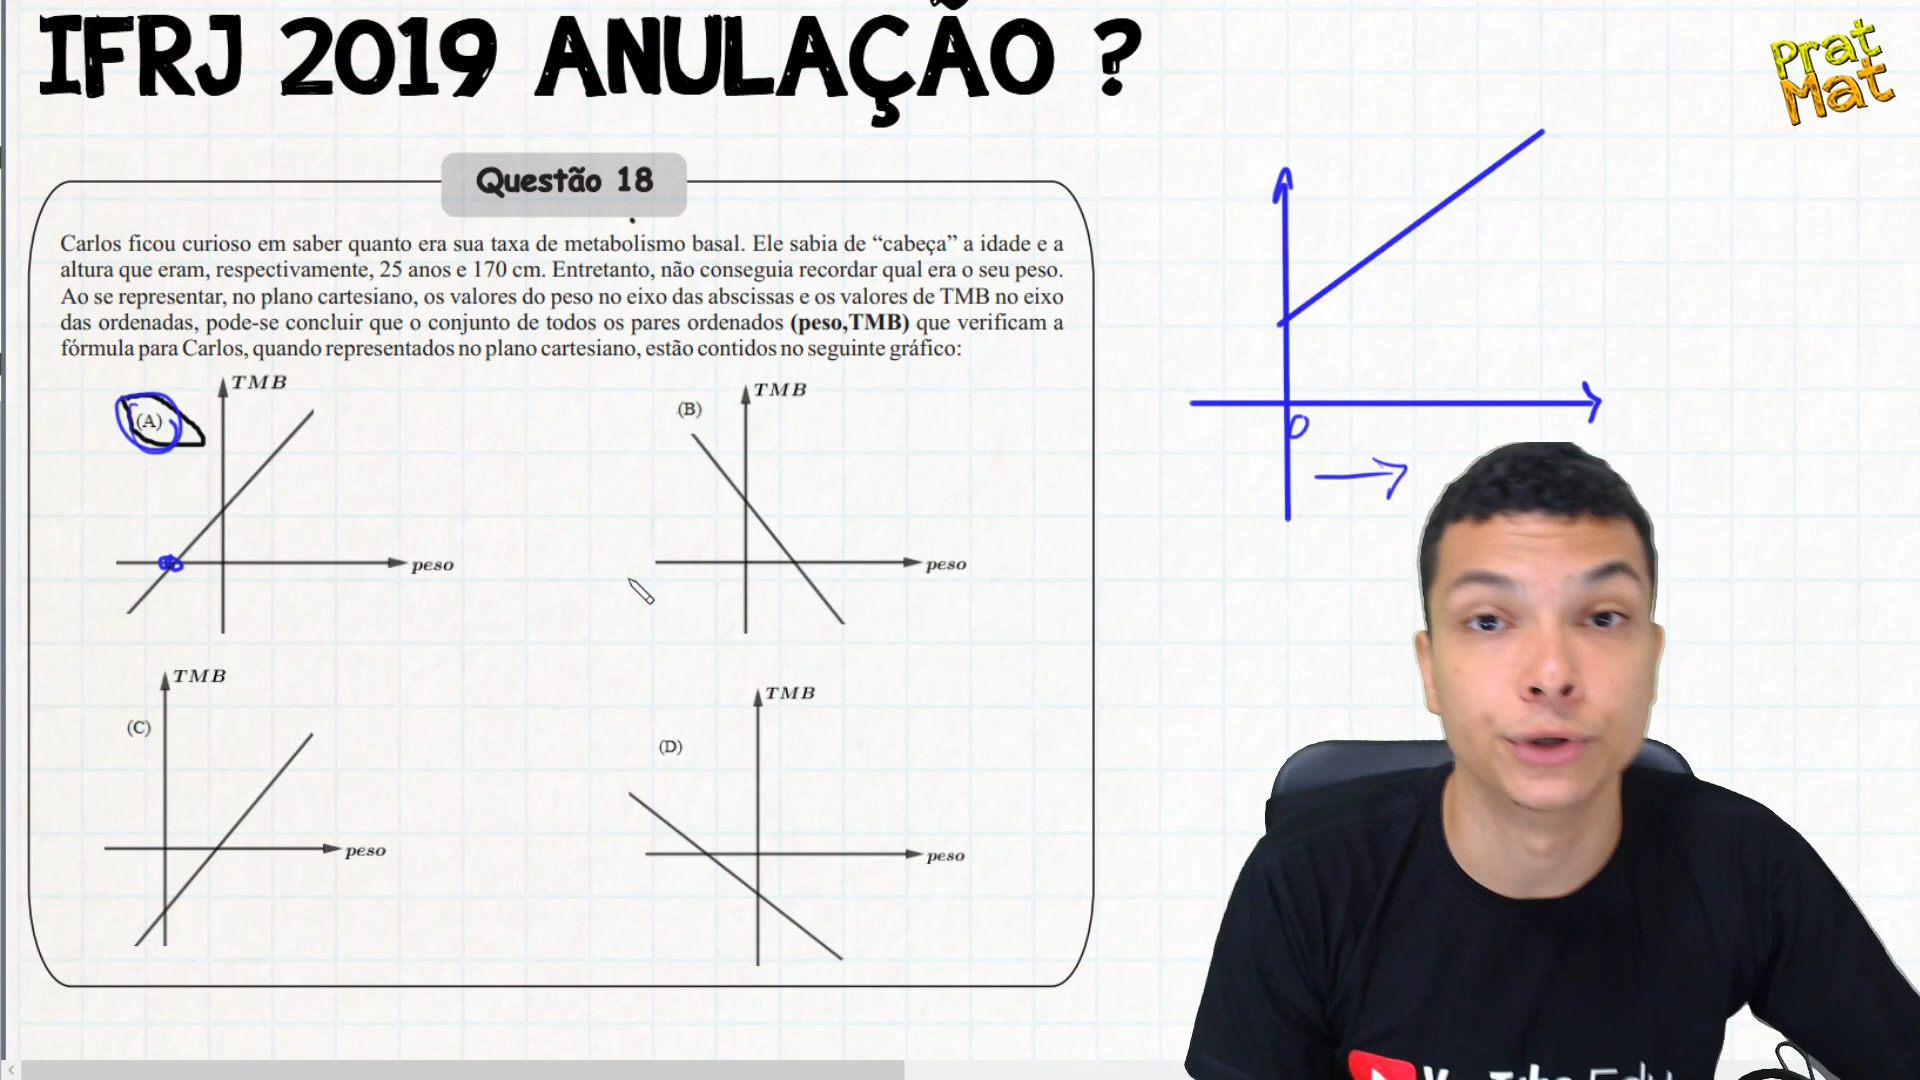 IFRJ 2019 ANULAÇÃO ?
Prat
Mat
Questão 18
Carlos ficou curioso em saber quanto era sua taxa de metabolismo basal. Ele sabia de “cabeça” a idade e a
altura que eram, respectivamente, 25 anos e 170 cm. Entretanto, não conseguia recordar qual era o seu peso.
Ao se representar, no plano cartesiano, os valores do peso no eixo das abscissas e os valores de TMB no eixo
das ordenadas, pode-se concluir que o conjunto de todos os pares ordenados (peso,TMB) que verificam a
fórmula para Carlos, quando representados no plano cartesiano, estão contidos no seguinte gráfico:
(A)
TMB
peso
(B)
TMB
peso
0
(C)
TMB
peso
(D)
TMB
peso